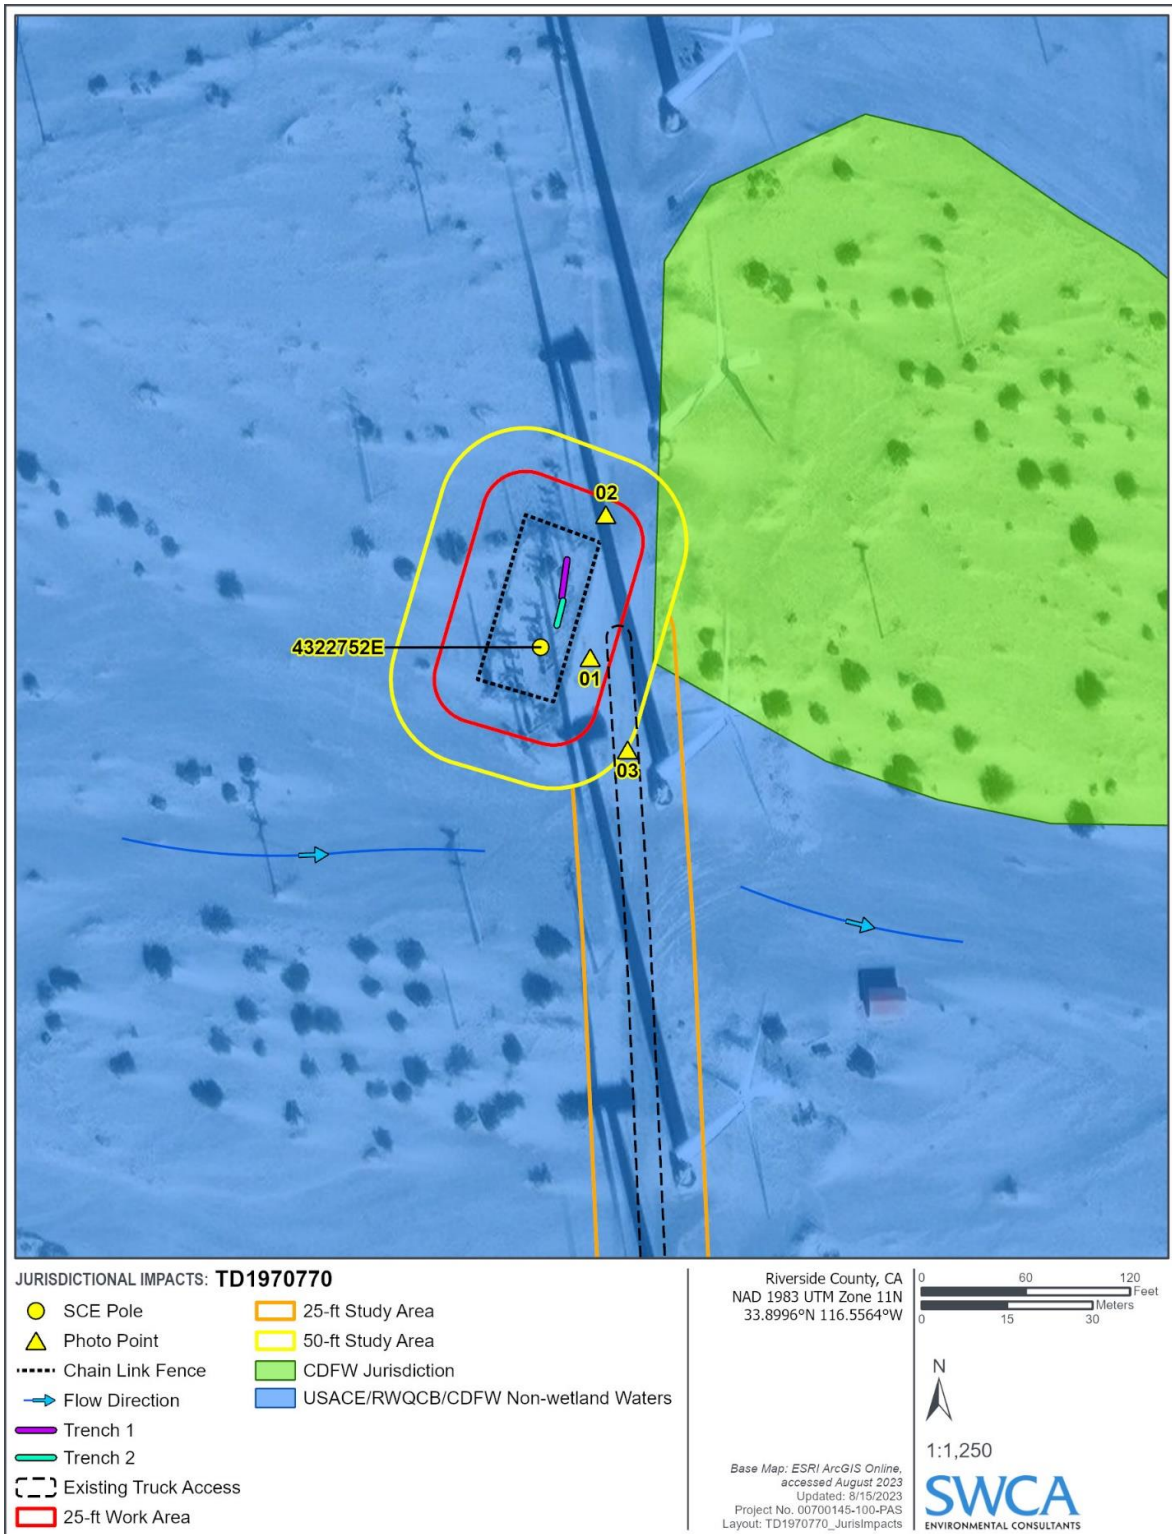 02
4322752E
01
03
JURISDICTIONAL IMPACTS: TD1970770
SCE Pole
Photo Point
Chain Link Fence
Flow Direction
Trench 1
Trench 2
Existing Truck Access
25-ft Work Area
25-ft Study Area
50-ft Study Area
CDFW Jurisdiction
USACE/RWQCB/CDFW Non-wetland Waters
Riverside County, CA
NAD 1983 UTM Zone 11N
33.8996°N 116.5564°W
Base Map: ESRI ArcGIS Online,
accessed August 2023
Updated: 8/15/2023
Project No. 00700145-100-PAS
Layout: TD1970770_JurisImpacts
0 60 120
Feet
Meters
0 15 30
N
1:1,250
SWCA
ENVIRONMENTAL CONSULTANTS